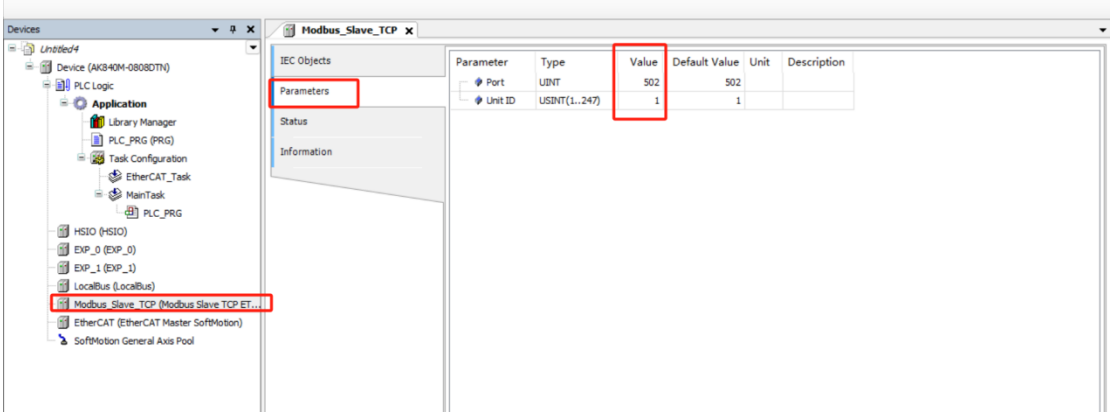 Devices
Untitled4
Device (AK840M-0808DTN)
PLC Logic
Application
Library Manager
PLC_PRG (PRG)
Task Configuration
EtherCAT_Task
MainTask
PLC_PRG
HSIO (HSIO)
EXP_0 (EXP_0)
EXP_1 (EXP_1)
LocalBus (LocalBus)
Modbus_Slave_TCP (Modbus Slave TCP ET...
EtherCAT (EtherCAT Master SoftMotion)
SoftMotion General Axis Pool
Modbus_Slave_TCP X
IEC Objects
Parameters
Status
Information
Parameter Type Value Default Value Unit Description
Port UINT 502 502
Unit ID USINT(1..247) 1 1